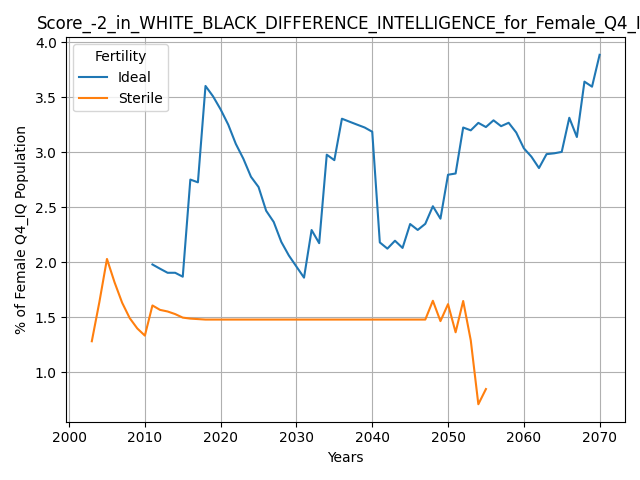 Score_-2_in_WHITE_BLACK_DIFFERENCE_INTELLIGENCE_for_Female_Q4_I
Fertility
Ideal
Sterile
% of Female Q4_IQ Population
4.0
3.5
3.0
2.5
2.0
1.5
1.0
2000 2010 2020 2030 2040 2050 2060 2070
Years